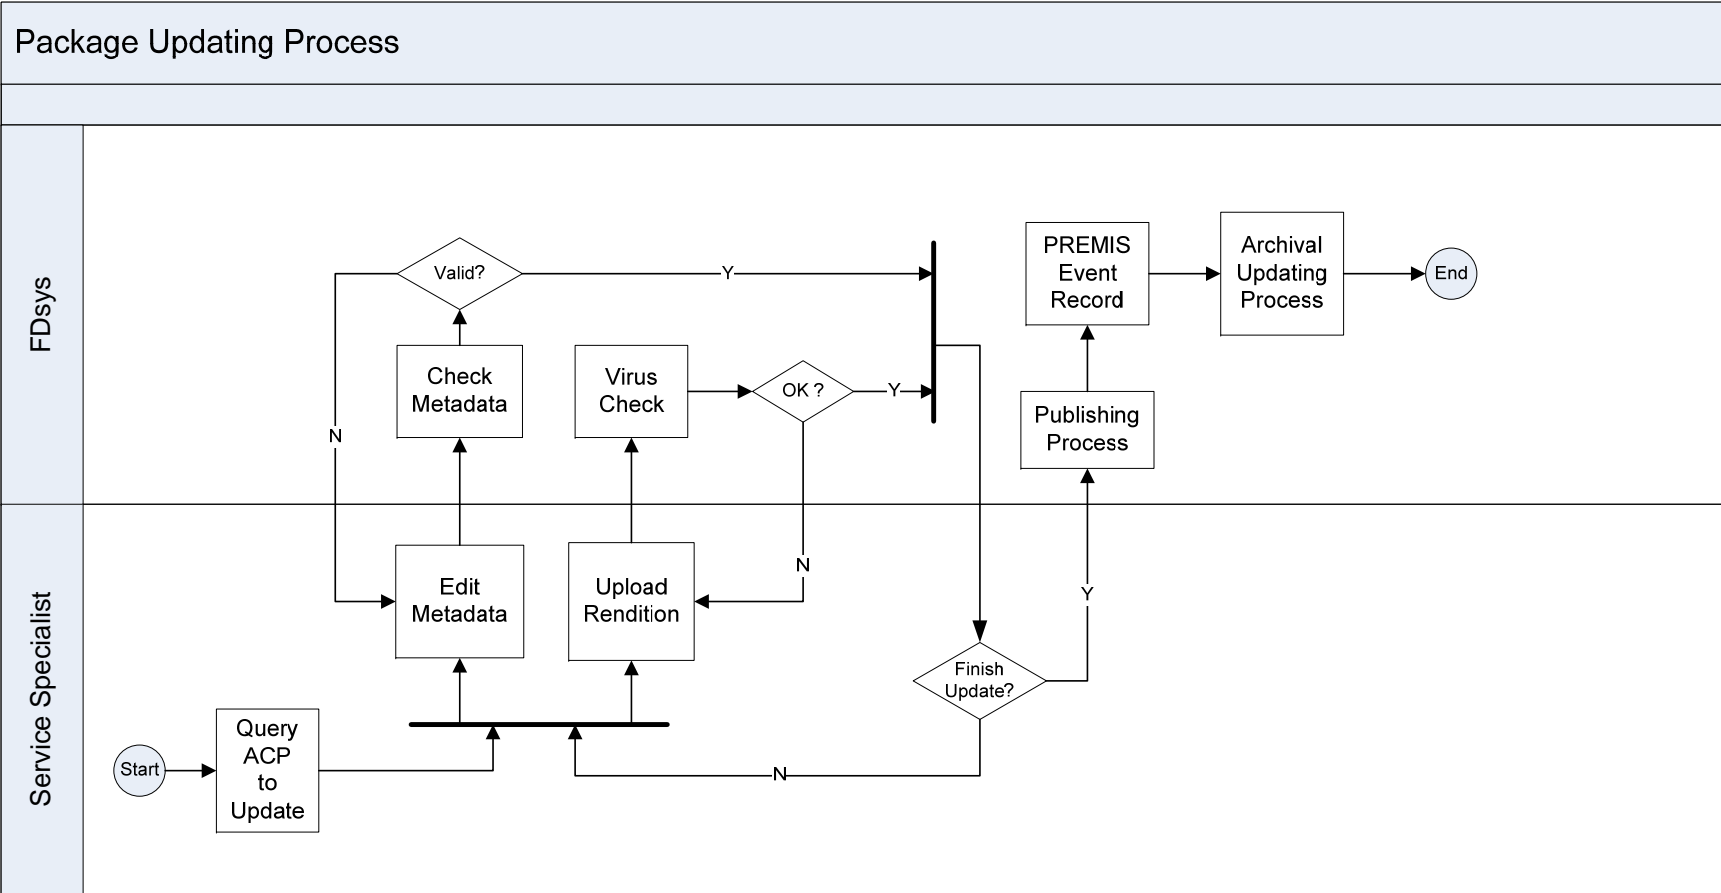 Package Updating Process
FDsys
Valid?
Y
N
Check
Metadata
Virus
Check
OK ?
Y
N
PREMIS
Event
Record
Archival
Updating
Process
End
Publishing
Process
Service Specialist
Edit
Metadata
Upload
Rendition
Finish
Update?
Y
N
Start
Query
ACP
to
Update